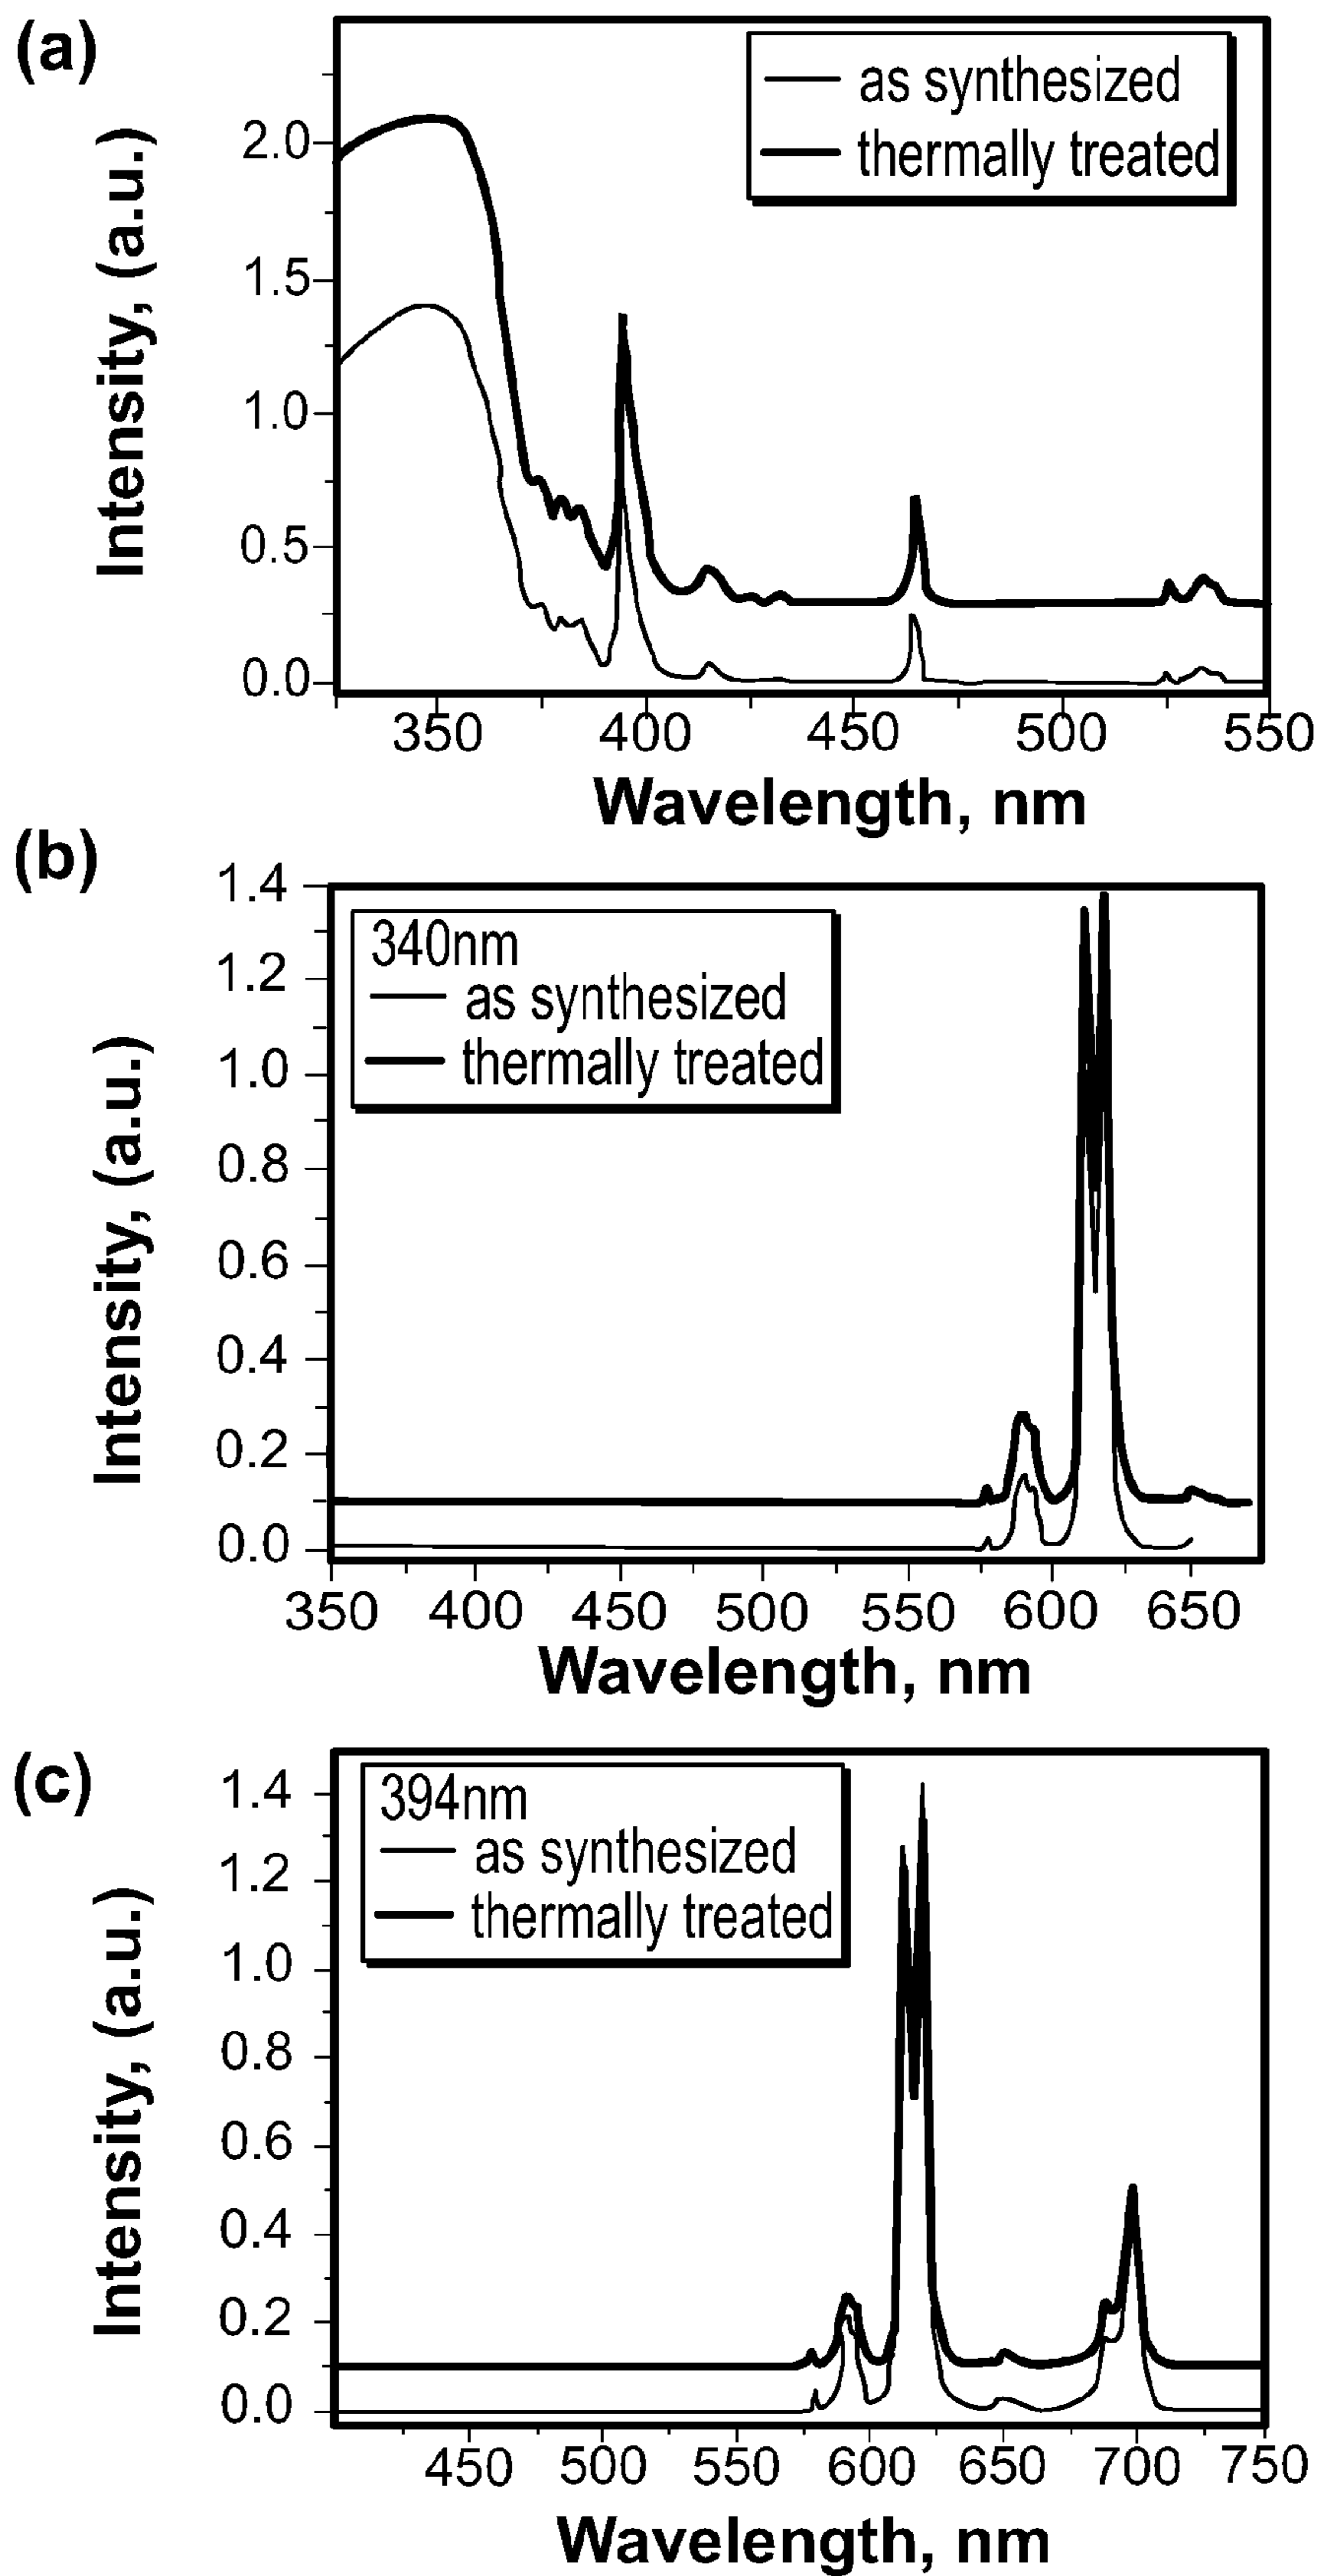 (a)
as synthesized
thermally treated
Intensity, (a.u.)
2.0
1.5
1.0
0.5
0.0
350 400 450 500 550
Wavelength, nm
(b)
340nm
as synthesized
thermally treated
Intensity, (a.u.)
1.4
1.2
1.0
0.8
0.6
0.4
0.2
0.0
350 400 450 500 550 600 650
Wavelength, nm
(c)
394nm
as synthesized
thermally treated
Intensity, (a.u.)
1.4
1.2
1.0
0.8
0.6
0.4
0.2
0.0
450 500 550 600 650 700 750
Wavelength, nm